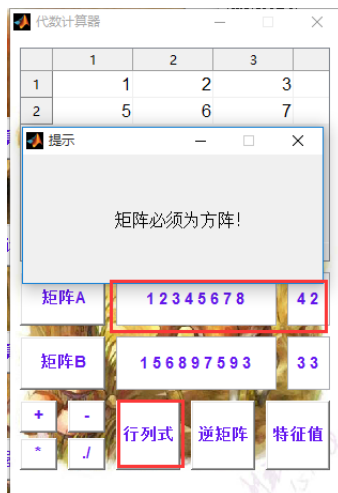 代数计算器
1 2 3
1 1 2 3
2 5 6 7
提示
矩阵必须为方阵!
矩阵A 1 2 3 4 5 6 7 8 4 2
矩阵B 1 5 6 8 9 7 5 9 3 3 3
+ -
行列式 逆矩阵 特征值
* ./